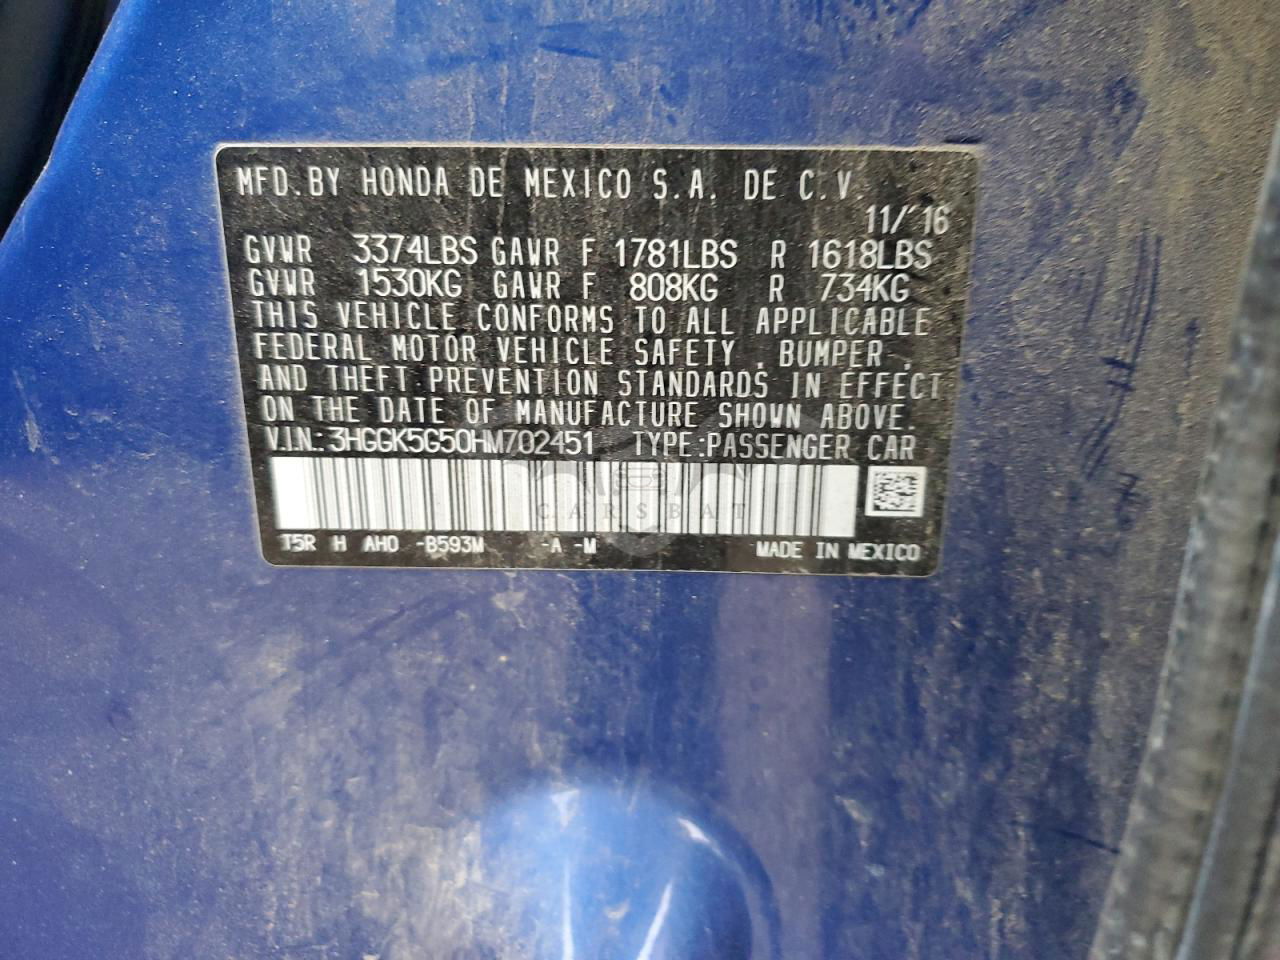 MFD.BY HONDA DE MEXICO S.A. DE C.V.
11/'16
GVWR 3374LBS GAWR F 1781LBS R 1618LBS
GVWR 1530KG GAWR F 808KG R 734KG
THIS VEHICLE CONFORMS TO ALL APPLICABLE
FEDERAL MOTOR VEHICLE SAFETY , BUMPER ,
AND THEFT PREVENTION STANDARDS IN EFFECT
ON THE DATE OF MANUFACTURE SHOWN ABOVE.
V.I.N.:3HGGK5G50HM702451 TYPE:PASSENGER CAR
CARSBAT
T5R H AHO -B593M -A -M MADE IN MEXICO